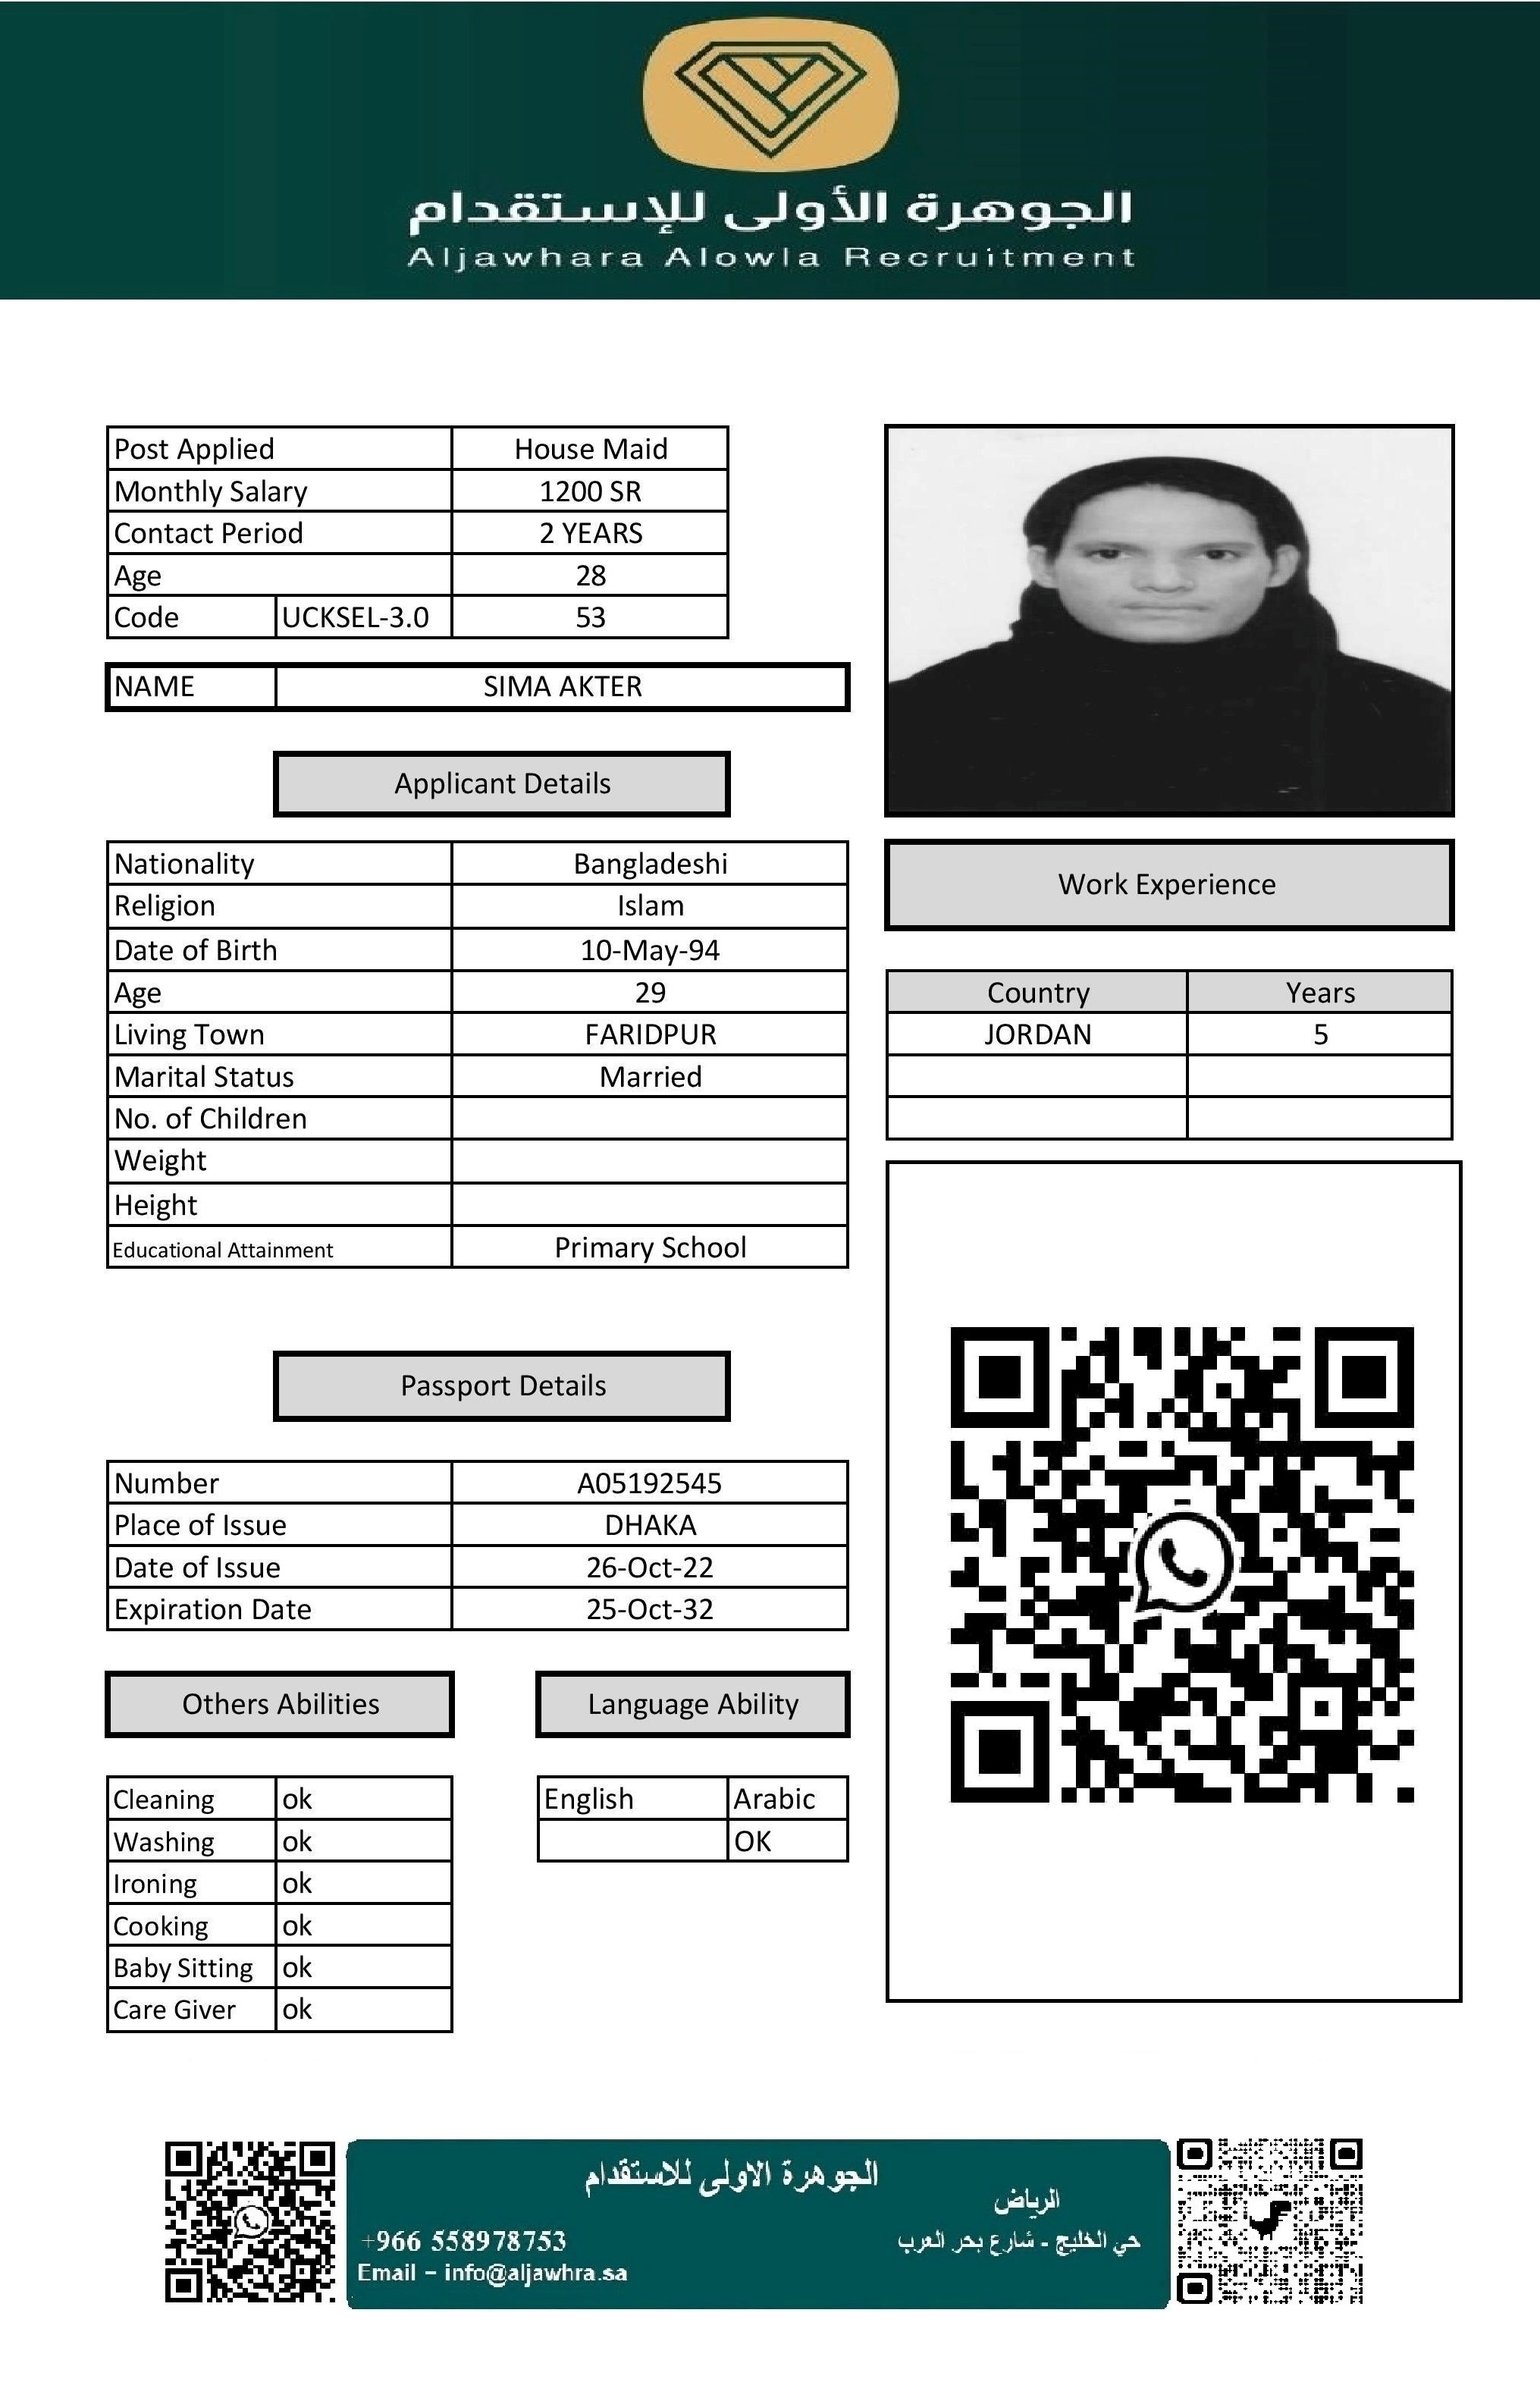 الجوهرة الأولى للإستقدام
Aljawhara Alowla Recruitment
Post Applied House Maid
Monthly Salary 1200 SR
Contact Period 2 YEARS
Age 28
Code UCKSEL-3.0 53
NAME SIMA AKTER
Applicant Details
Nationality Bangladeshi
Religion Islam
Date of Birth 10-May-94
Age 29
Living Town FARIDPUR
Marital Status Married
No. of Children
Weight
Height
Educational Attainment Primary School
Work Experience
Country Years
JORDAN 5
Passport Details
Number A05192545
Place of Issue DHAKA
Date of Issue 26-Oct-22
Expiration Date 25-Oct-32
Others Abilities
Cleaning ok
Washing ok
Ironing ok
Cooking ok
Baby Sitting ok
Care Giver ok
Language Ability
English Arabic
OK
الجوهرة الاولى للاستقدام
الرياض
حي الخليج - شارع بحر العرب
+966 558978753
Email – info@aljawhra.sa